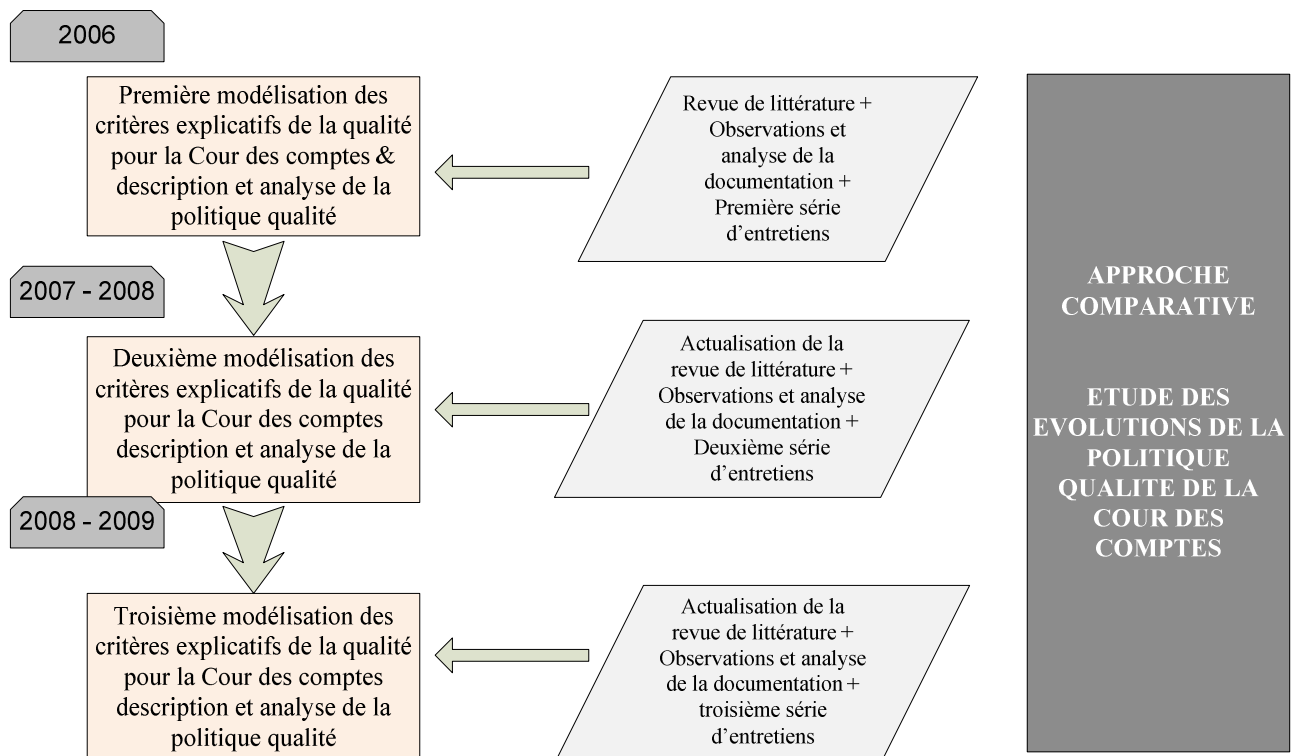 2006
Première modélisation des
critères explicatifs de la qualité
pour la Cour des comptes &
description et analyse de la
politique qualité
Revue de littérature +
Observations et
analyse de la
documentation +
Première série
d'entretiens
2007 - 2008
Deuxième modélisation des
critères explicatifs de la qualité
pour la Cour des comptes
description et analyse de la
politique qualité
Actualisation de la
revue de littérature +
Observations et analyse
de la documentation +
Deuxième série
d'entretiens
2008 - 2009
Troisième modélisation des
critères explicatifs de la qualité
pour la Cour des comptes
description et analyse de la
politique qualité
Actualisation de la
revue de littérature +
Observations et analyse
de la documentation +
troisième série
d'entretiens
APPROCHE
COMPARATIVE
ETUDE DES
EVOLUTIONS DE LA
POLITIQUE
QUALITE DE LA
COUR DES
COMPTES